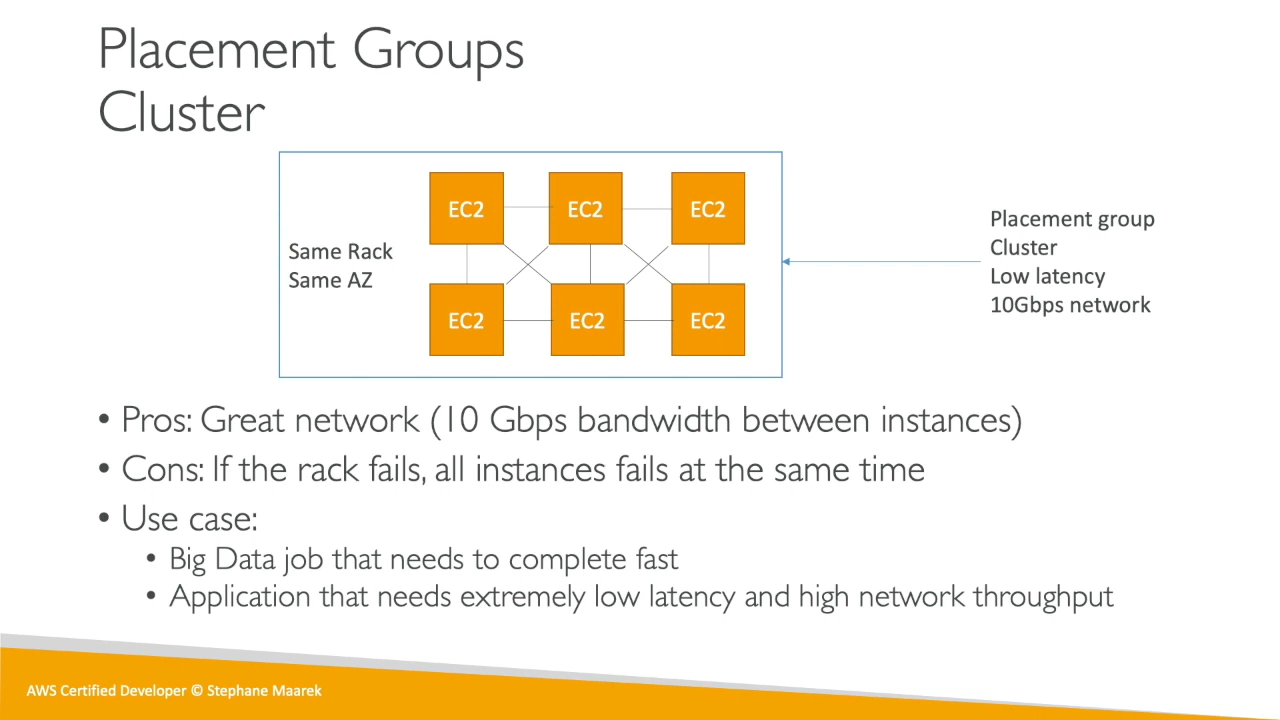 Placement Groups
Cluster
EC2 EC2 EC2
Same Rack
Same AZ
EC2 EC2 EC2
Placement group
Cluster
Low latency
10Gbps network
• Pros: Great network (10 Gbps bandwidth between instances)
• Cons: If the rack fails, all instances fails at the same time
• Use case:
• Big Data job that needs to complete fast
• Application that needs extremely low latency and high network throughput
AWS Certified Developer © Stephane Maarek